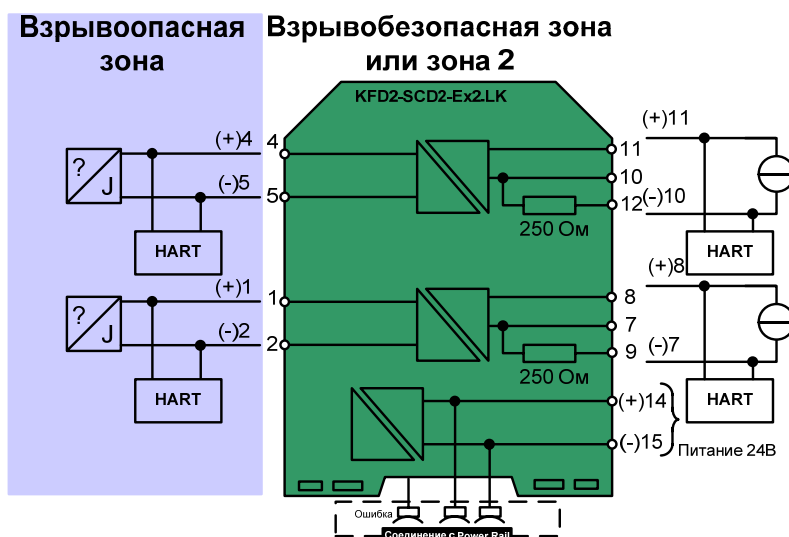 Взрывоопасная зона
Взрывобезопасная зона или зона 2
KFD2-SCD2-Ex2.LK
?
J
(+)4
(-)5
HART
4
5
11
10
12
250 Ом
(+)11
(-)10
HART
?
J
(+)1
(-)2
HART
1
2
8
7
9
250 Ом
(+)8
(-)7
HART
(+)14
(-)15
Питание 24В
Ошибка
Соединение с Power Rail